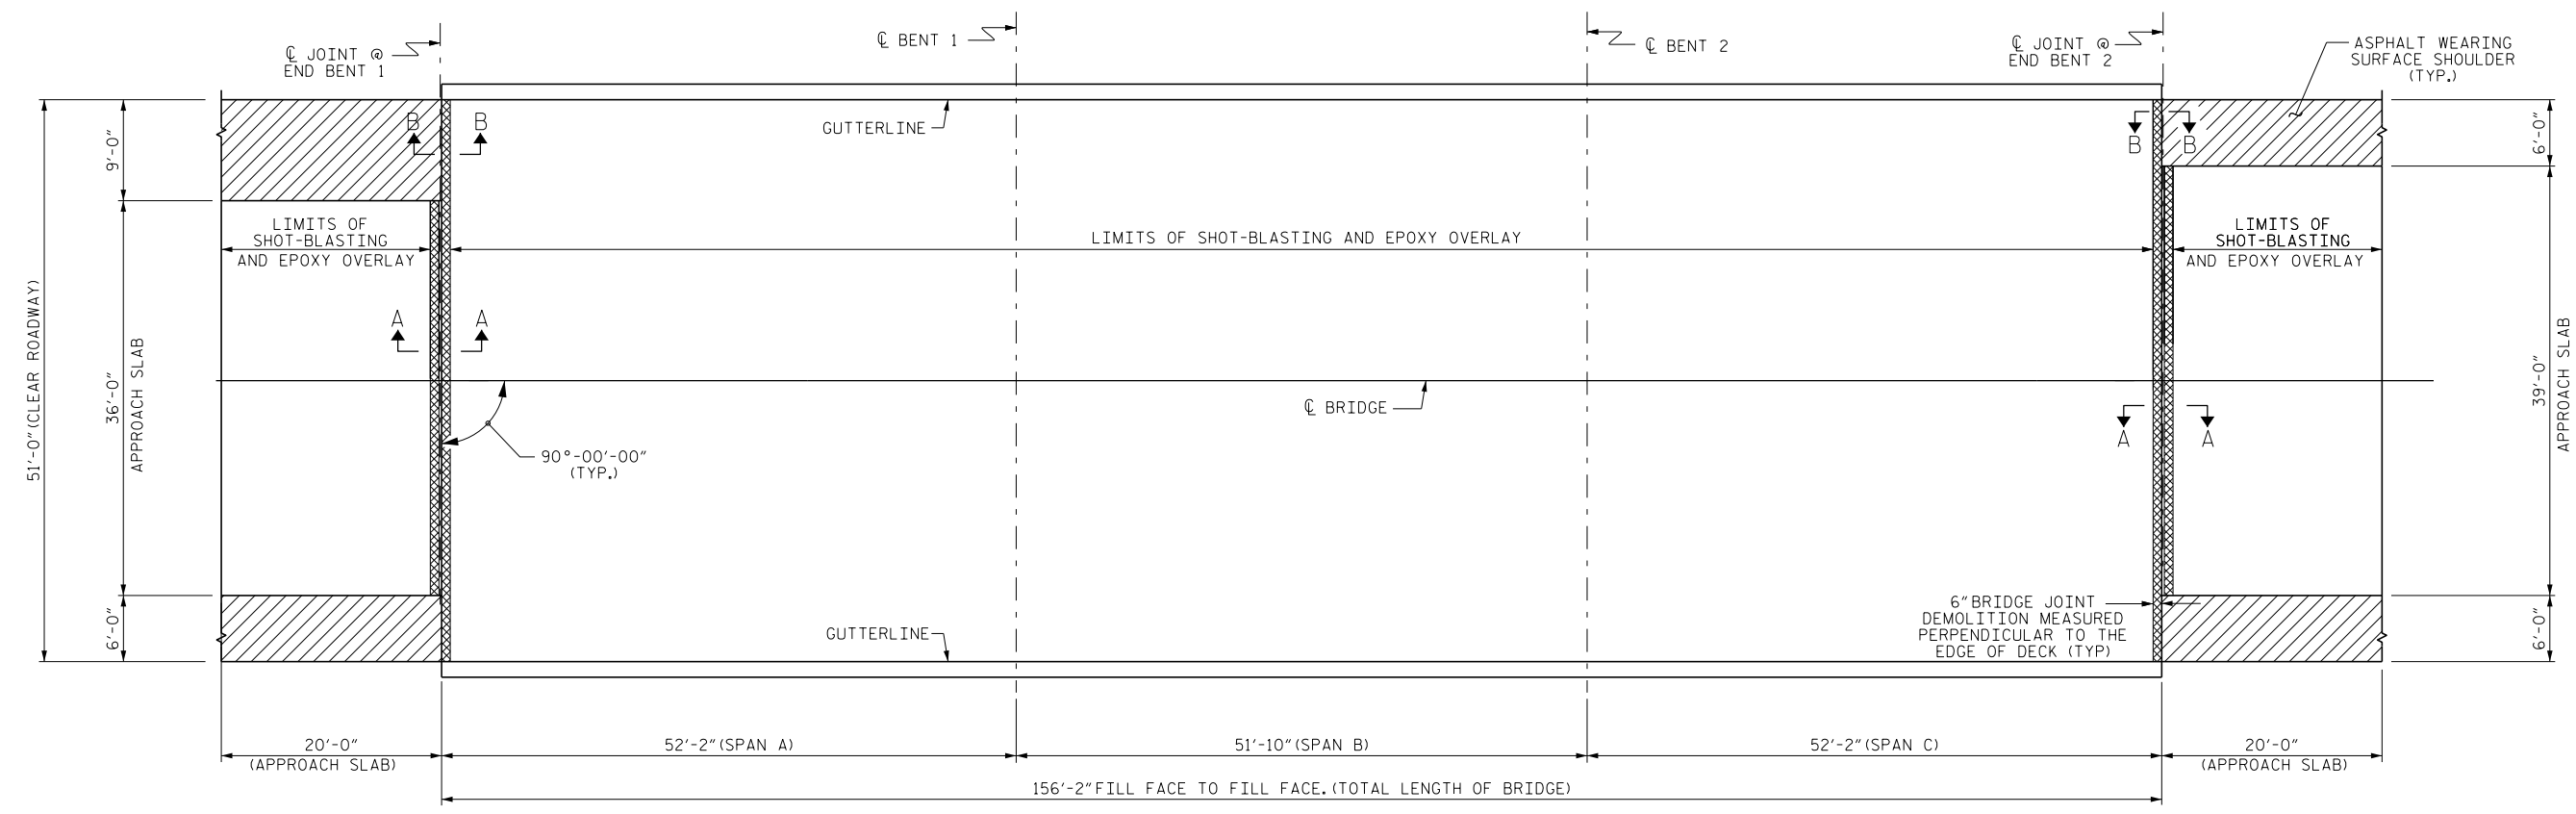 ℄ JOINT @
END BENT 1
℄ BENT 1
℄ BENT 2
℄ JOINT @
END BENT 2
ASPHALT WEARING
SURFACE SHOULDER
(TYP.)
B
B
GUTTERLINE
B
B
9'-0"
6'-0"
LIMITS OF
SHOT-BLASTING
AND EPOXY OVERLAY
LIMITS OF SHOT-BLASTING AND EPOXY OVERLAY
LIMITS OF
SHOT-BLASTING
AND EPOXY OVERLAY
A
A
51'-0" (CLEAR ROADWAY)
36'-0"
APPROACH SLAB
39'-0"
APPROACH SLAB
℄ BRIDGE
A
A
90°-00'-00"
(TYP.)
6'-0"
GUTTERLINE
6" BRIDGE JOINT
DEMOLITION MEASURED
PERPENDICULAR TO THE
EDGE OF DECK (TYP)
6'-0"
20'-0"
(APPROACH SLAB)
52'-2" (SPAN A)
51'-10" (SPAN B)
52'-2" (SPAN C)
20'-0"
(APPROACH SLAB)
156'-2" FILL FACE TO FILL FACE. (TOTAL LENGTH OF BRIDGE)